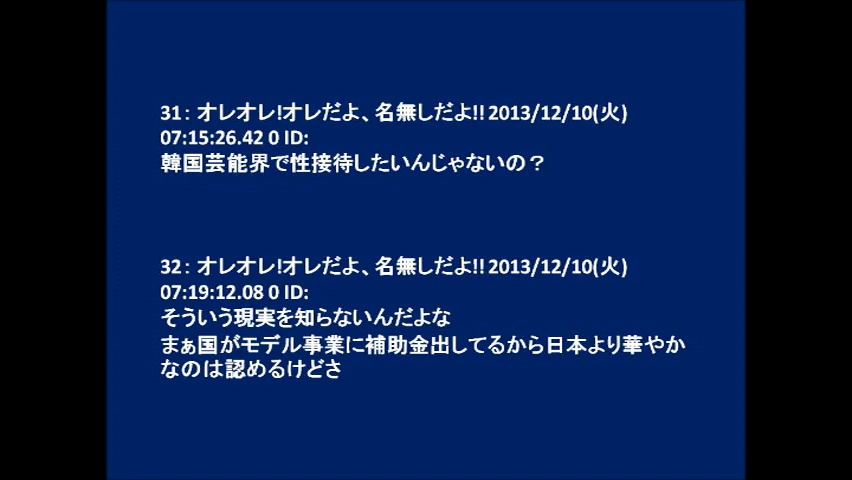 31： オレオレ!オレだよ、名無しだよ!! 2013/12/10(火)
07:15:26.42 0 ID:
韓国芸能界で性接待したいんじゃないの？
32： オレオレ!オレだよ、名無しだよ!! 2013/12/10(火)
07:19:12.08 0 ID:
そういう現実を知らないんだよな
まぁ国がモデル事業に補助金出してるから日本より華やか
なのは認めるけどさ